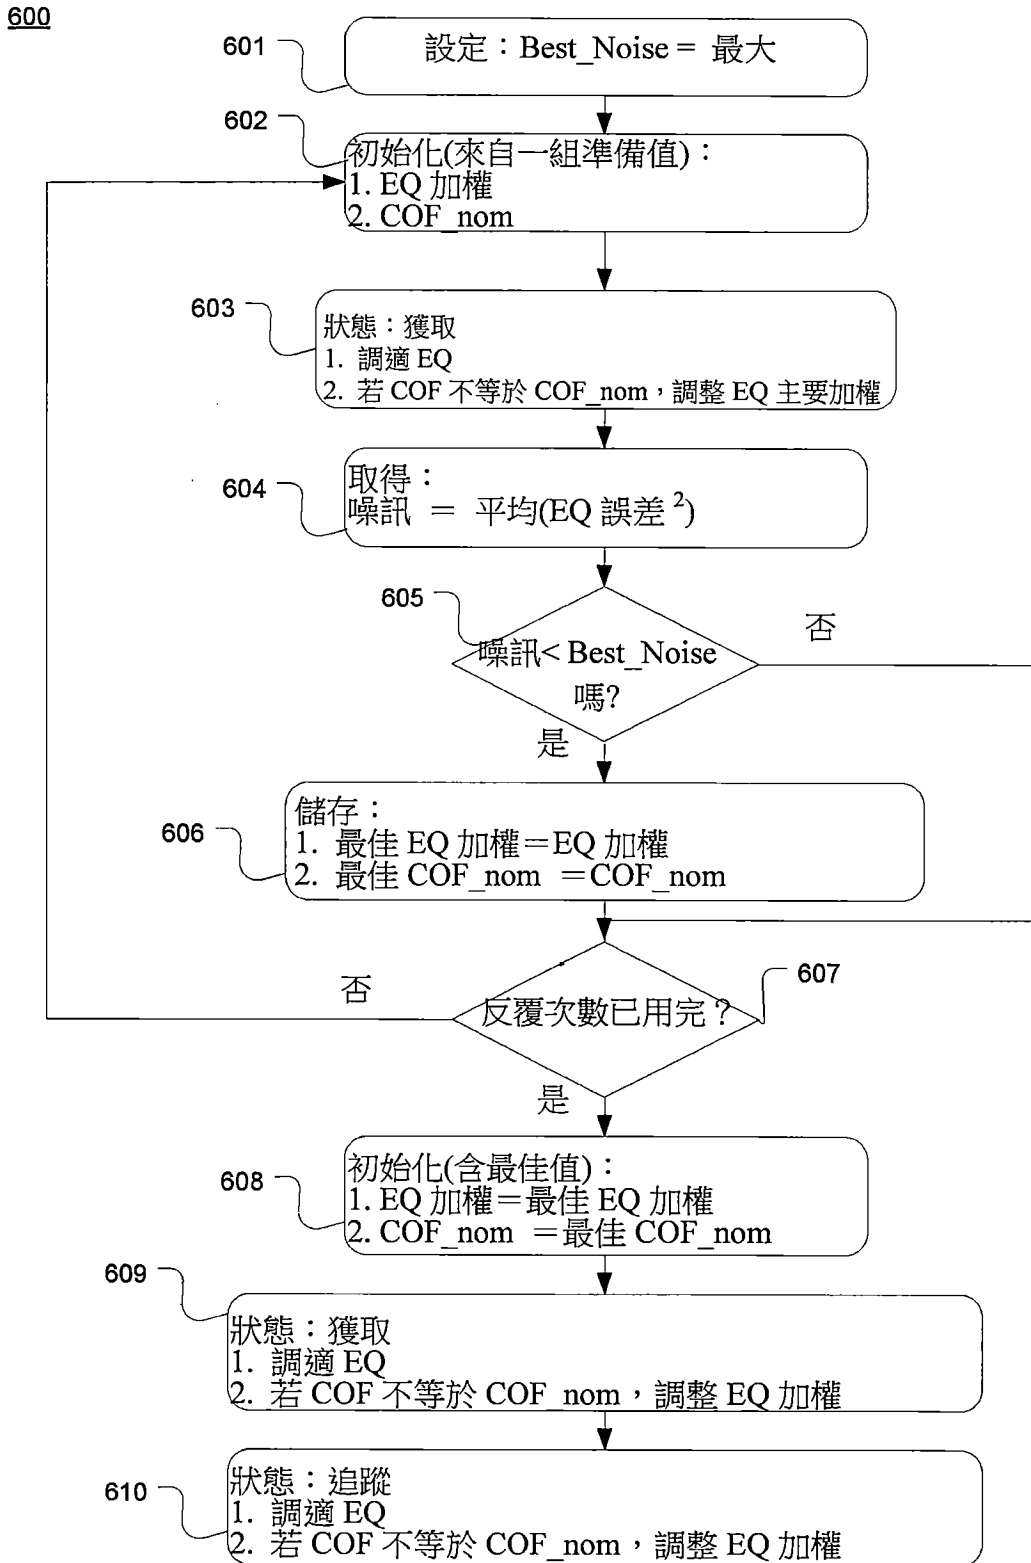 600
601
設定：Best_Noise = 最大
602
初始化(來自一組準備值)：
1. EQ 加權
2. COF_nom
603
狀態：獲取
1. 調適 EQ
2. 若 COF 不等於 COF_nom，調整 EQ 主要加權
604
取得：
噪訊 = 平均(EQ 誤差²)
605
噪訊< Best_Noise
嗎?
否
是
606
儲存：
1. 最佳 EQ 加權＝EQ 加權
2. 最佳 COF_nom ＝COF_nom
607
反覆次數已用完？
否
是
608
初始化(含最佳值)：
1. EQ 加權＝最佳 EQ 加權
2. COF_nom ＝最佳 COF_nom
609
狀態：獲取
1. 調適 EQ
2. 若 COF 不等於 COF_nom，調整 EQ 加權
610
狀態：追蹤
1. 調適 EQ
2. 若 COF 不等於 COF_nom，調整 EQ 加權